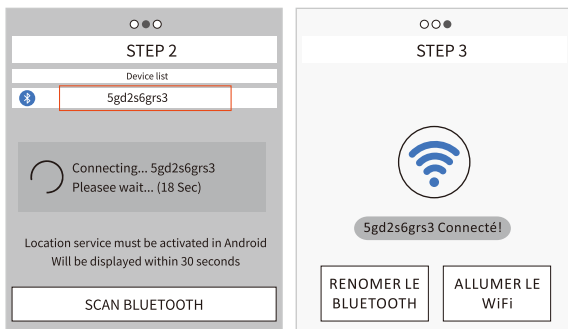 STEP 2
Device list
5gd2s6grs3
Connecting... 5gd2s6grs3
Pleasee wait... (18 Sec)
Location service must be activated in Android
Will be displayed within 30 seconds
SCAN BLUETOOTH
STEP 3
5gd2s6grs3 Connecté!
RENOMER LE
BLUETOOTH
ALLUMER LE
WiFi